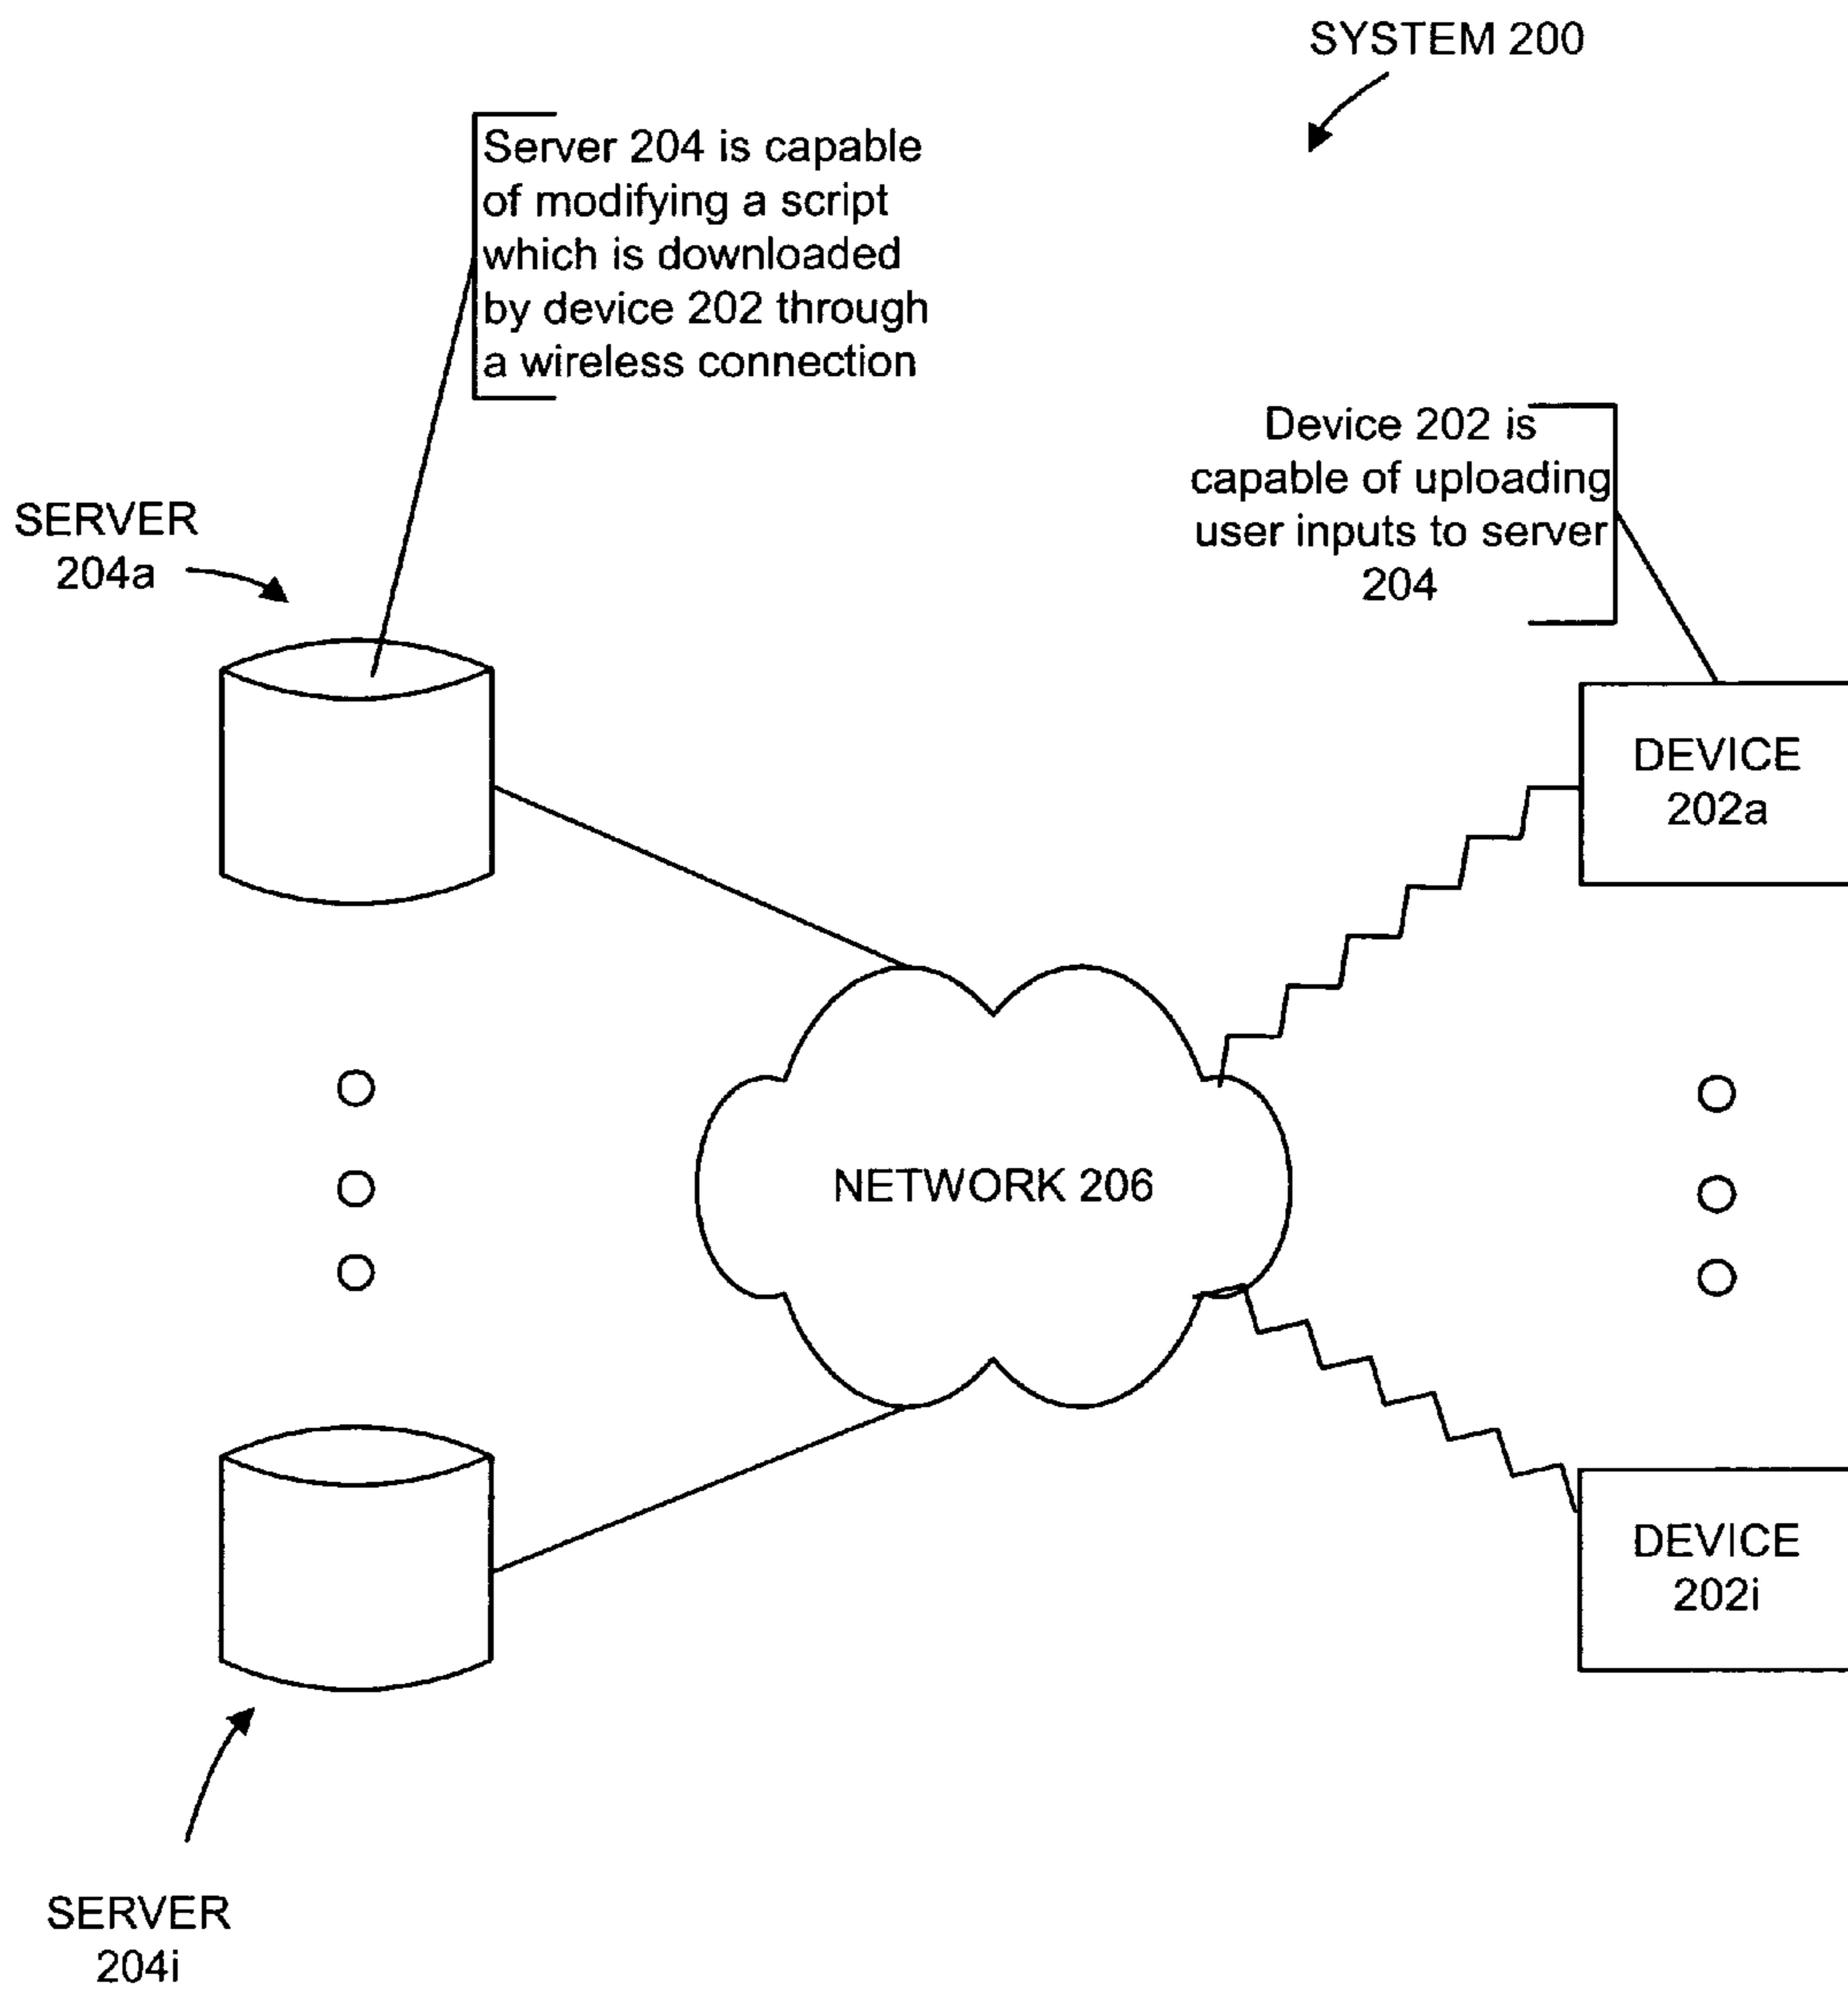 SYSTEM 200
Server 204 is capable
of modifying a script
which is downloaded
by device 202 through
a wireless connection
Device 202 is
capable of uploading
user inputs to server
204
SERVER
204a
DEVICE
202a
NETWORK 206
DEVICE
202i
SERVER
204i